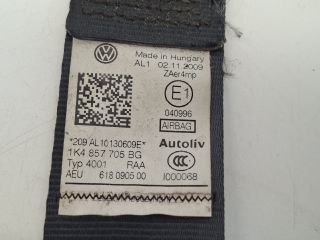 Made in Hungary
AL1 02.11.2009
ZAer4mp
E1
040996
AIRBAG
*209 AL10130609E*
Autoliv
1K4 857 705 BG
Typ 4001 RAA
CCC
AEU 618 0905 00
I000068